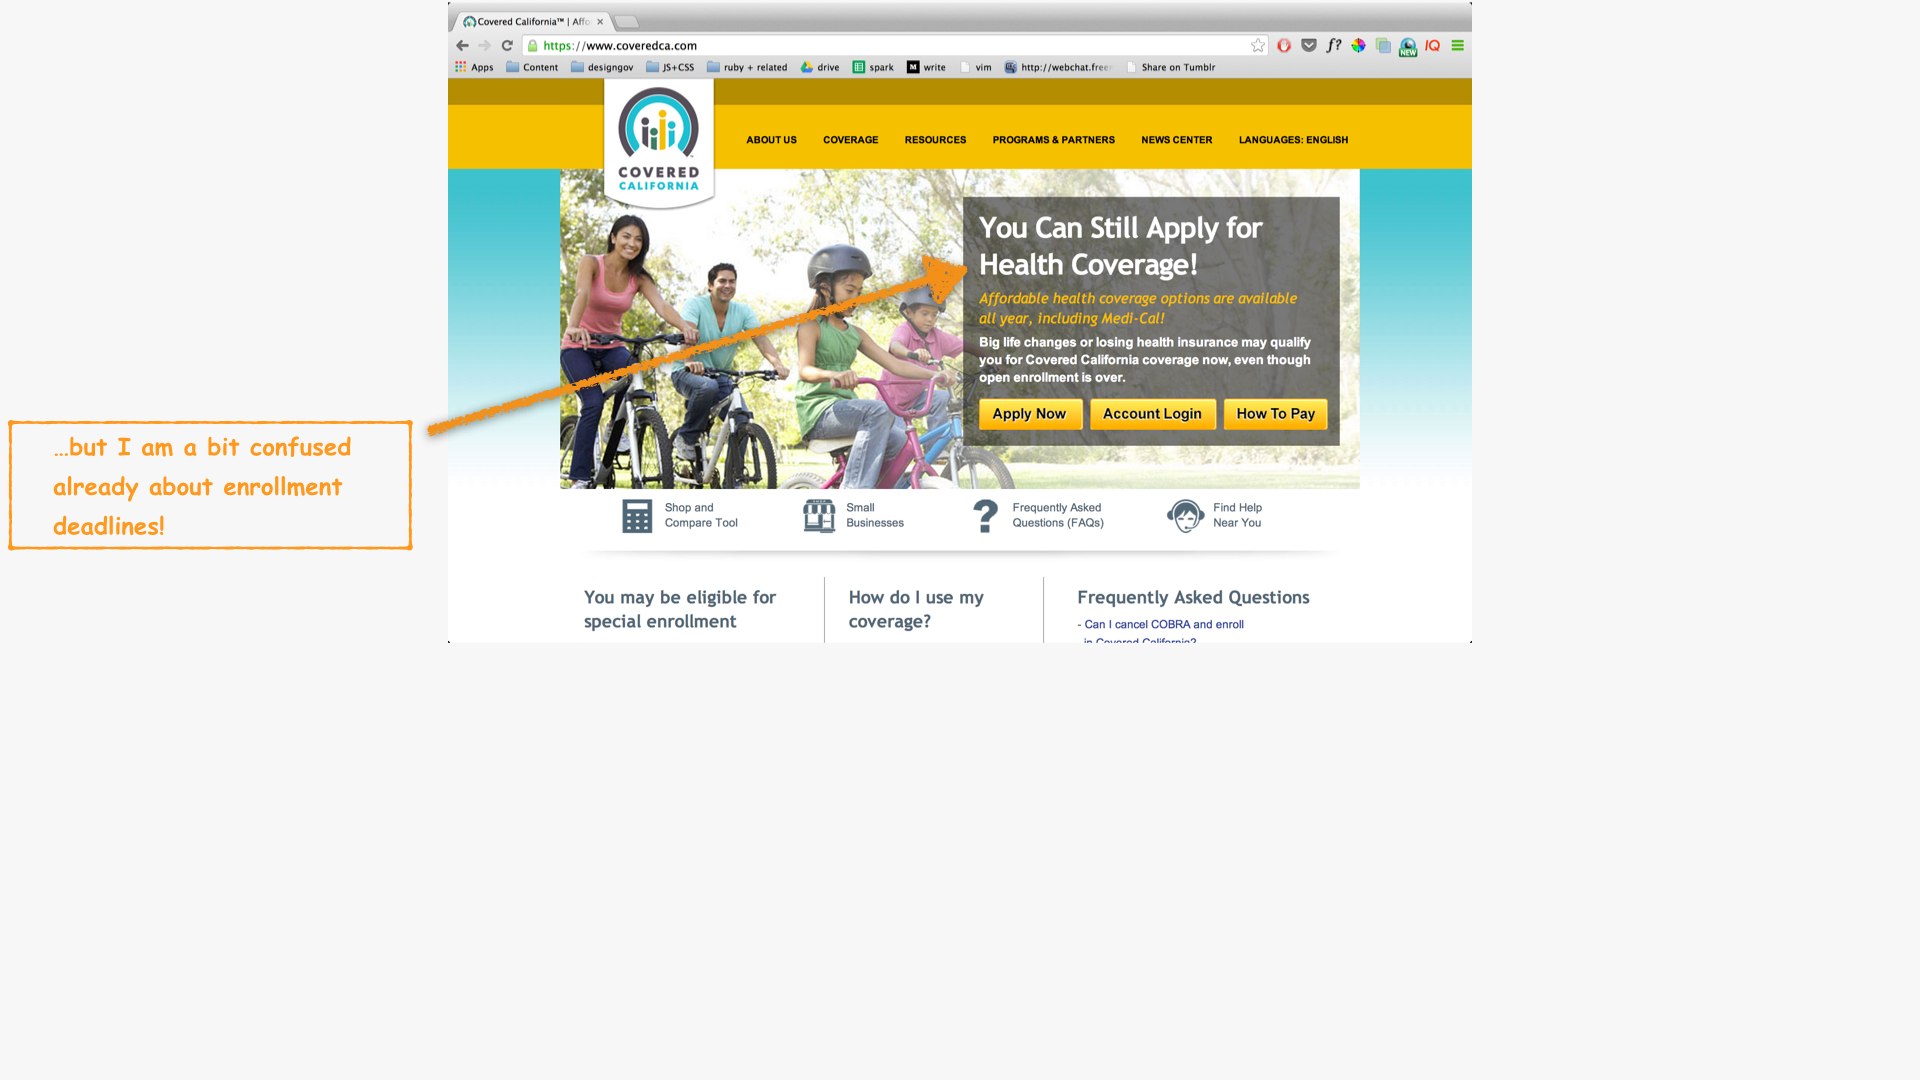 Covered California™ | Affo
https://www.coveredca.com
f?
NEW
IQ
Apps
Content
designgov
JS+CSS
ruby + related
drive
spark
M
write
vim
http://webchat.free
Share on Tumblr
COVERED
CALIFORNIA
ABOUT US
COVERAGE
RESOURCES
PROGRAMS & PARTNERS
NEWS CENTER
LANGUAGES: ENGLISH
You Can Still Apply for
Health Coverage!
Affordable health coverage options are available
all year, including Medi-Cal!
Big life changes or losing health insurance may qualify
you for Covered California coverage now, even though
open enrollment is over.
Apply Now
Account Login
How To Pay
...but I am a bit confused
already about enrollment
deadlines!
Shop and
Compare Tool
Small
Businesses
?
Frequently Asked
Questions (FAQs)
Find Help
Near You
You may be eligible for
special enrollment
How do I use my
coverage?
Frequently Asked Questions
- Can I cancel COBRA and enroll
in Covered California?